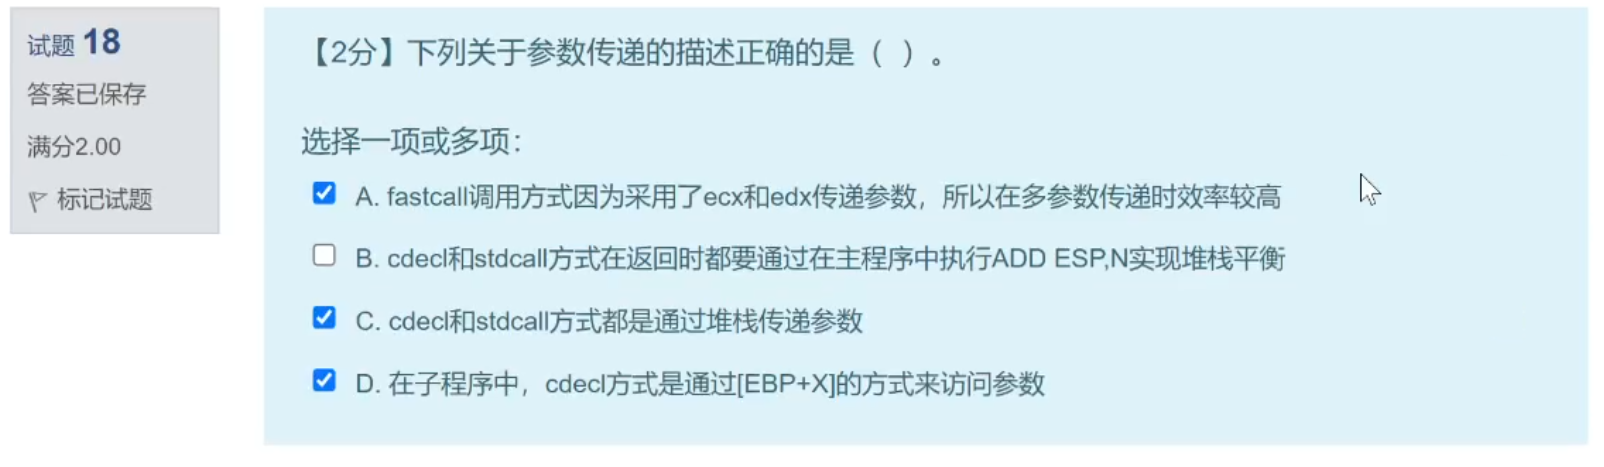 试题 18
答案已保存
满分2.00
标记试题
【2分】下列关于参数传递的描述正确的是（ ）。
选择一项或多项：
A. fastcall调用方式因为采用了ecx和edx传递参数，所以在多参数传递时效率较高
B. cdecl和stdcall方式在返回时都要通过在主程序中执行ADD ESP,N实现堆栈平衡
C. cdecl和stdcall方式都是通过堆栈传递参数
D. 在子程序中，cdecl方式是通过[EBP+X]的方式来访问参数